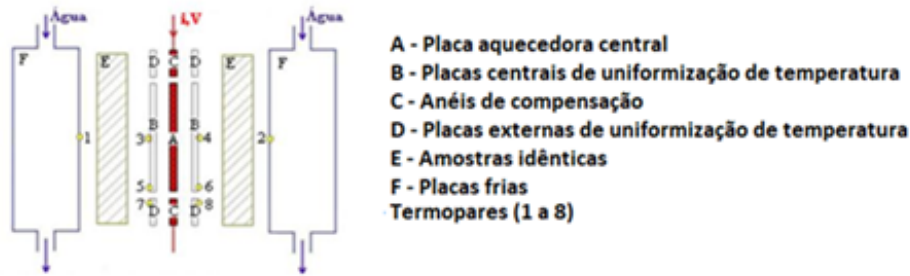 Água i,V Água
F E D C D E F
B B
1 3 A 4 2
5 6
7 8
D C D
A - Placa aquecedora central
B - Placas centrais de uniformização de temperatura
C - Anéis de compensação
D - Placas externas de uniformização de temperatura
E - Amostras idênticas
F - Placas frias
Termopares (1 a 8)